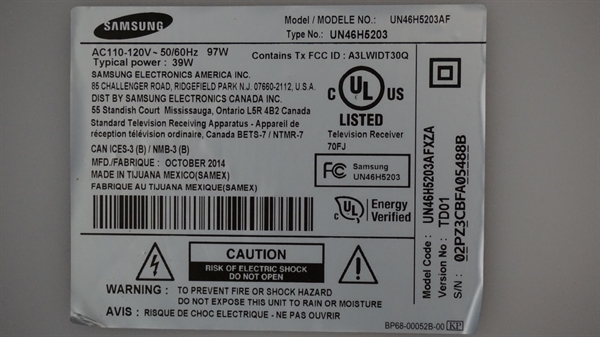 SAMSUNG
Model / MODELE NO.: UN46H5203AF
Type No.: UN46H5203
AC110-120V~ 50/60Hz 97W
Typical power : 39W
Contains Tx FCC ID : A3LWIDT30Q
SAMSUNG ELECTRONICS AMERICA INC.
85 CHALLENGER ROAD, RIDGEFIELD PARK N.J. 07660-2112, U.S.A.
DIST BY SAMSUNG ELECTRONICS CANADA INC.
55 Standish Court Mississauga, Ontario L5R 4B2 Canada
Standard Television Receiving Apparatus - Appareil de
réception télévision ordinaire, Canada BETS-7 / NTMR-7
CAN ICES-3 (B) / NMB-3 (B)
MFD./FABRIQUE : OCTOBER 2014
MADE IN TIJUANA MEXICO(SAMEX)
FABRIQUE AU TIJUANA MEXIQUE(SAMEX)
C UL US
LISTED
Television Receiver
70FJ
FC Samsung
UN46H5203
UL Energy
Verified
CAUTION
RISK OF ELECTRIC SHOCK
DO NOT OPEN
WARNING : TO PREVENT FIRE OR SHOCK HAZARD
DO NOT EXPOSE THIS UNIT TO RAIN OR MOISTURE
AVIS : RISQUE DE CHOC ELECTRIQUE - NE PAS OUVRIR
BP68-00052B-00 KP
Model Code : UN46H5203AFXZA
Version No : TD01
S/N : 02PZ3CBFA05488B